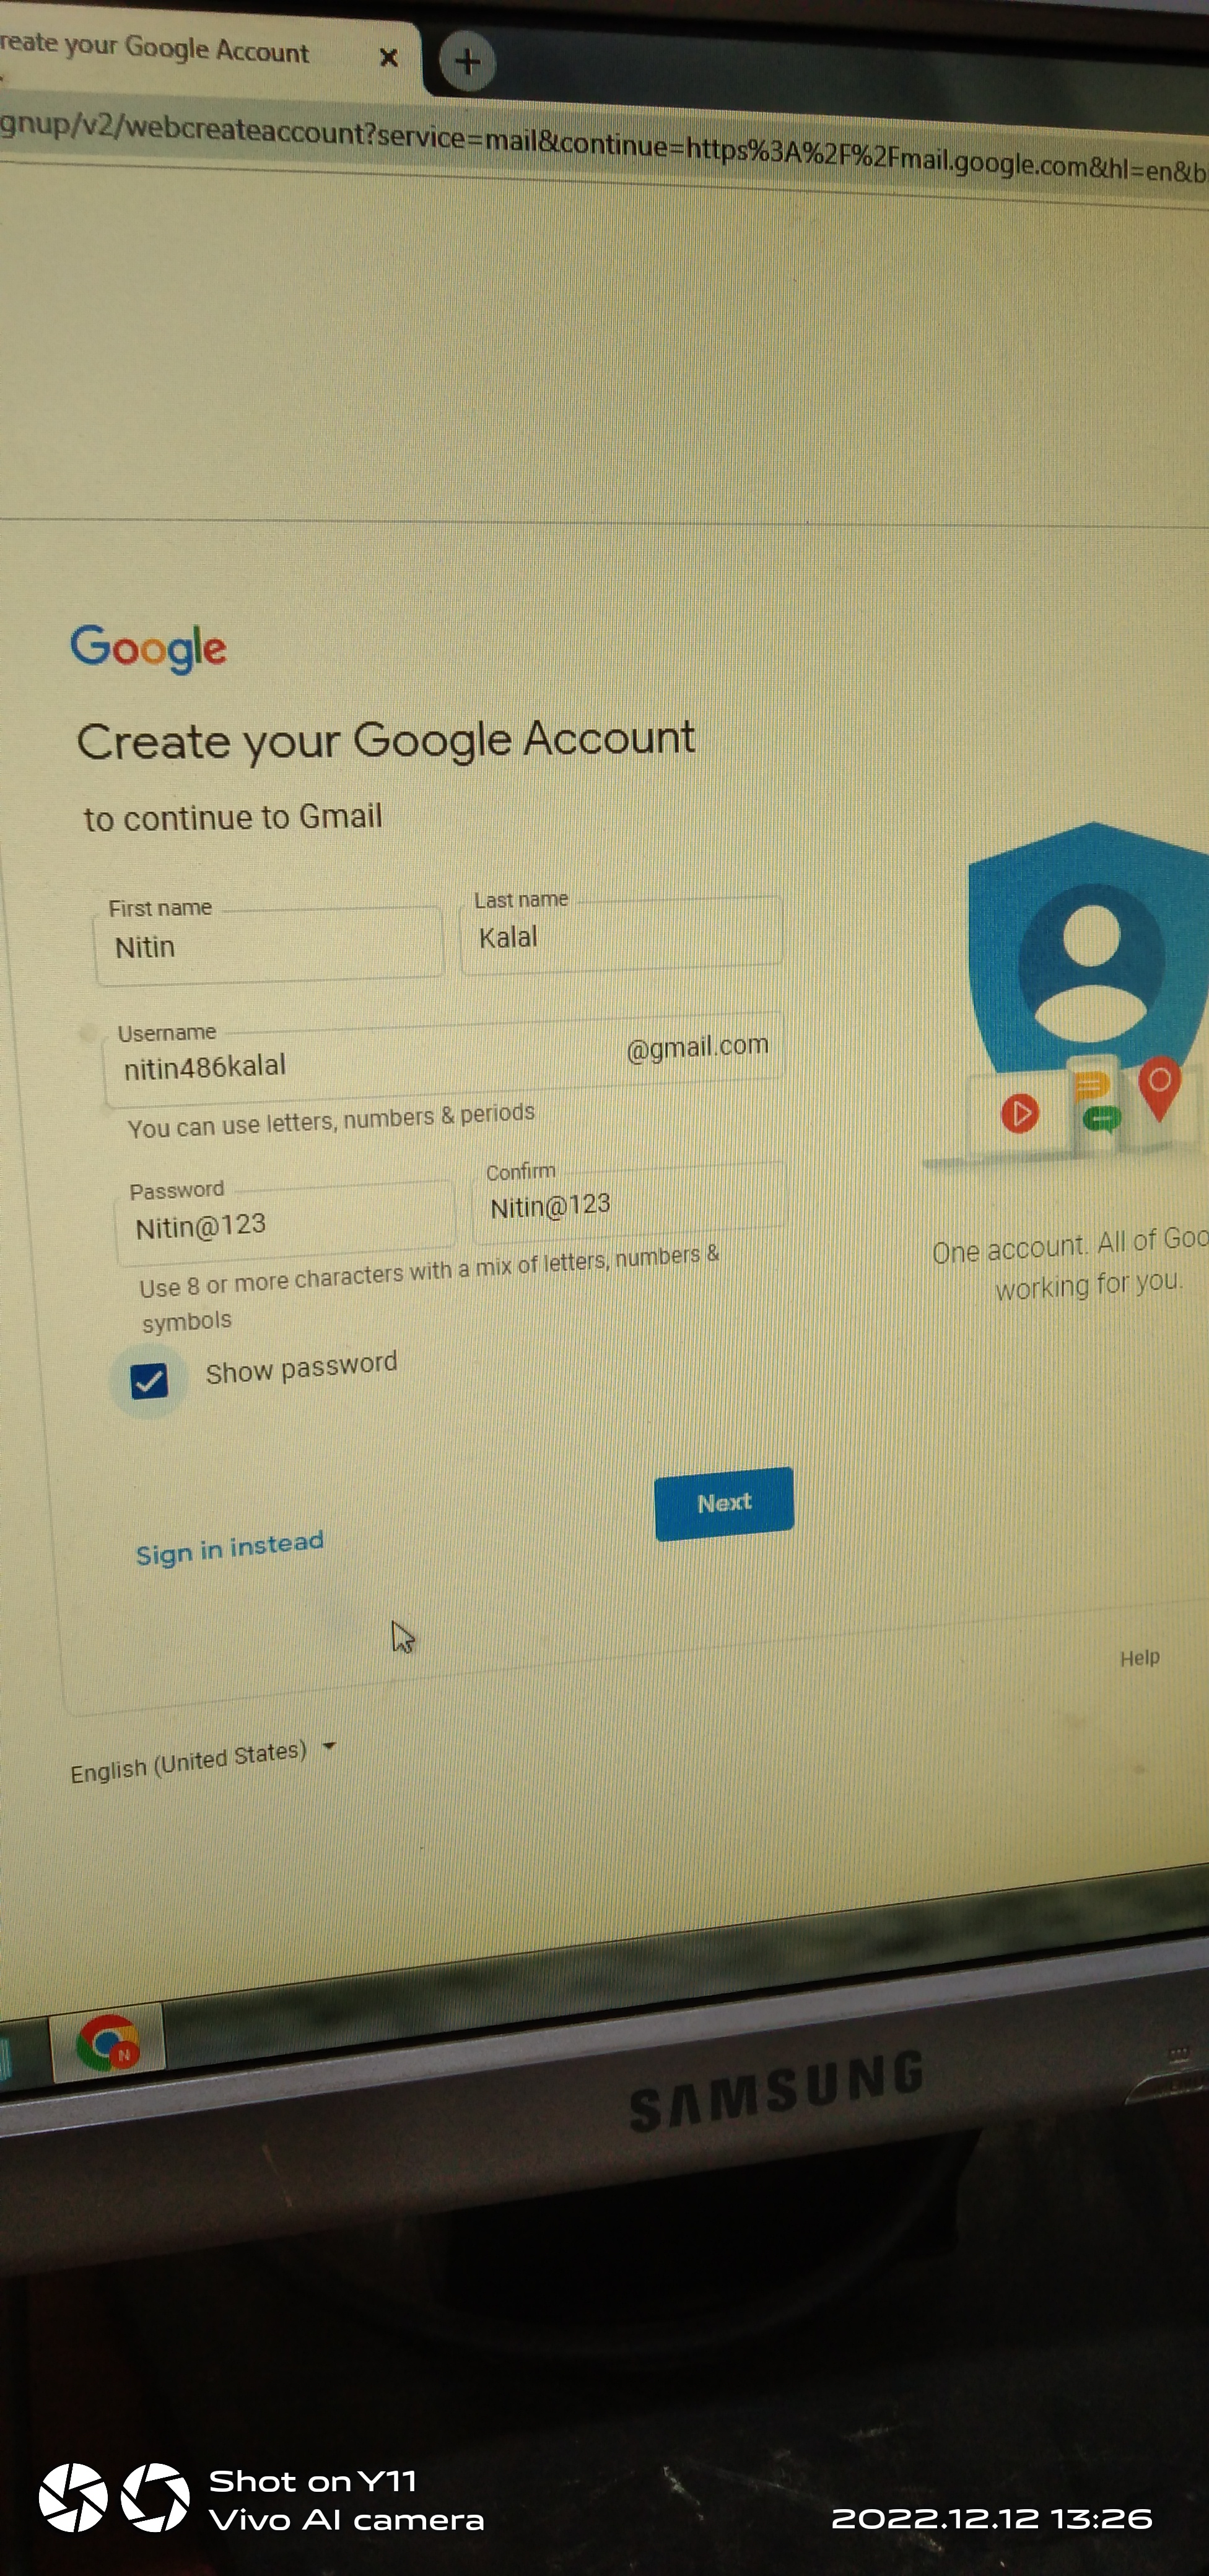 reate your Google Account
gnup/v2/webcreateaccount?service=mail&continue=https%3A%2F%2Fmail.google.com&hl=en&b
Google
Create your Google Account
to continue to Gmail
First name
Last name
Nitin
Kalal
Username
nitin486kalal
@gmail.com
You can use letters, numbers & periods
Password
Confirm
Nitin@123
Nitin@123
Use 8 or more characters with a mix of letters, numbers &
symbols
Show password
One account. All of Goo
working for you.
Next
Sign in instead
Help
English (United States)
N
SAMSUNG
Shot on Y11
Vivo AI camera
2022.12.12 13:26